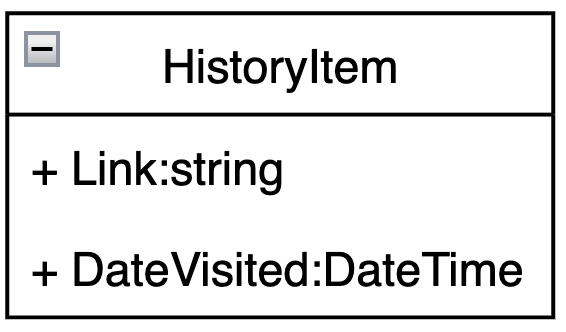 HistoryItem
+ Link:string
+ DateVisited:DateTime